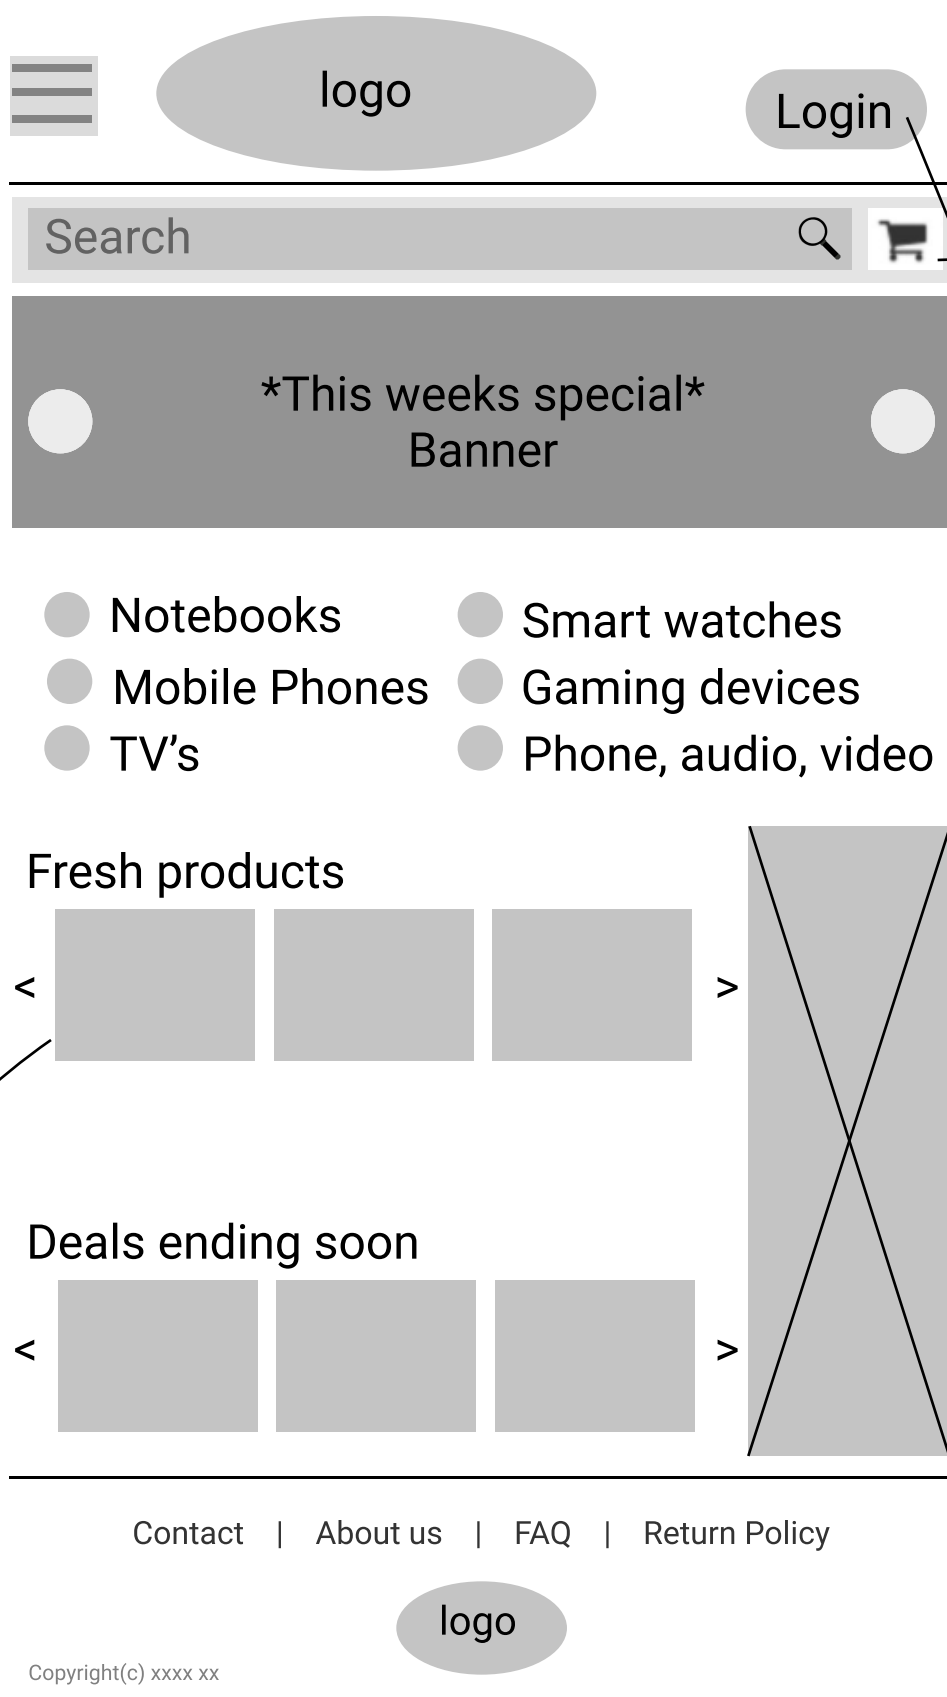 logo
Login
Search
*This weeks special*
Banner
Notebooks
Smart watches
Mobile Phones
Gaming devices
TV’s
Phone, audio, video
Fresh products
< >
Deals ending soon
< >
Contact | About us | FAQ | Return Policy
logo
Copyright(c) xxxx xx